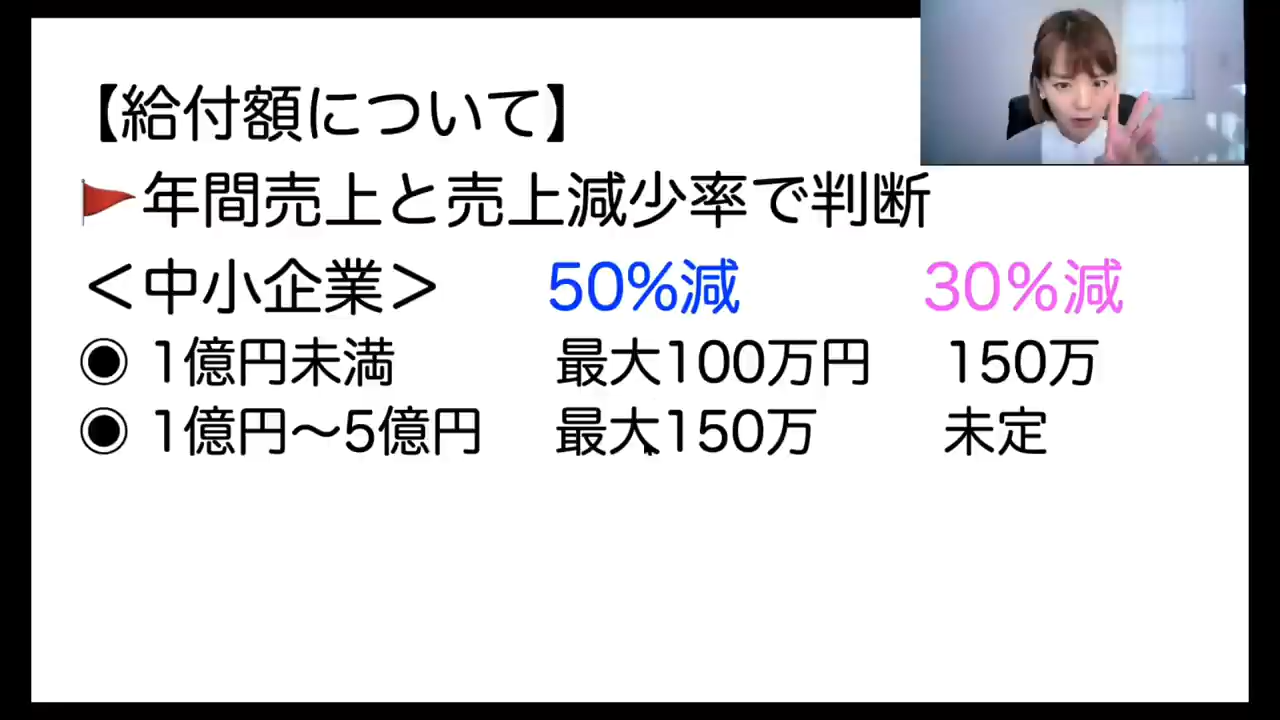 【給付額について】
🚩年間売上と売上減少率で判断
＜中小企業＞ 50%減 30%減
◉ 1億円未満 最大100万円 150万
◉ 1億円〜5億円 最大150万 未定